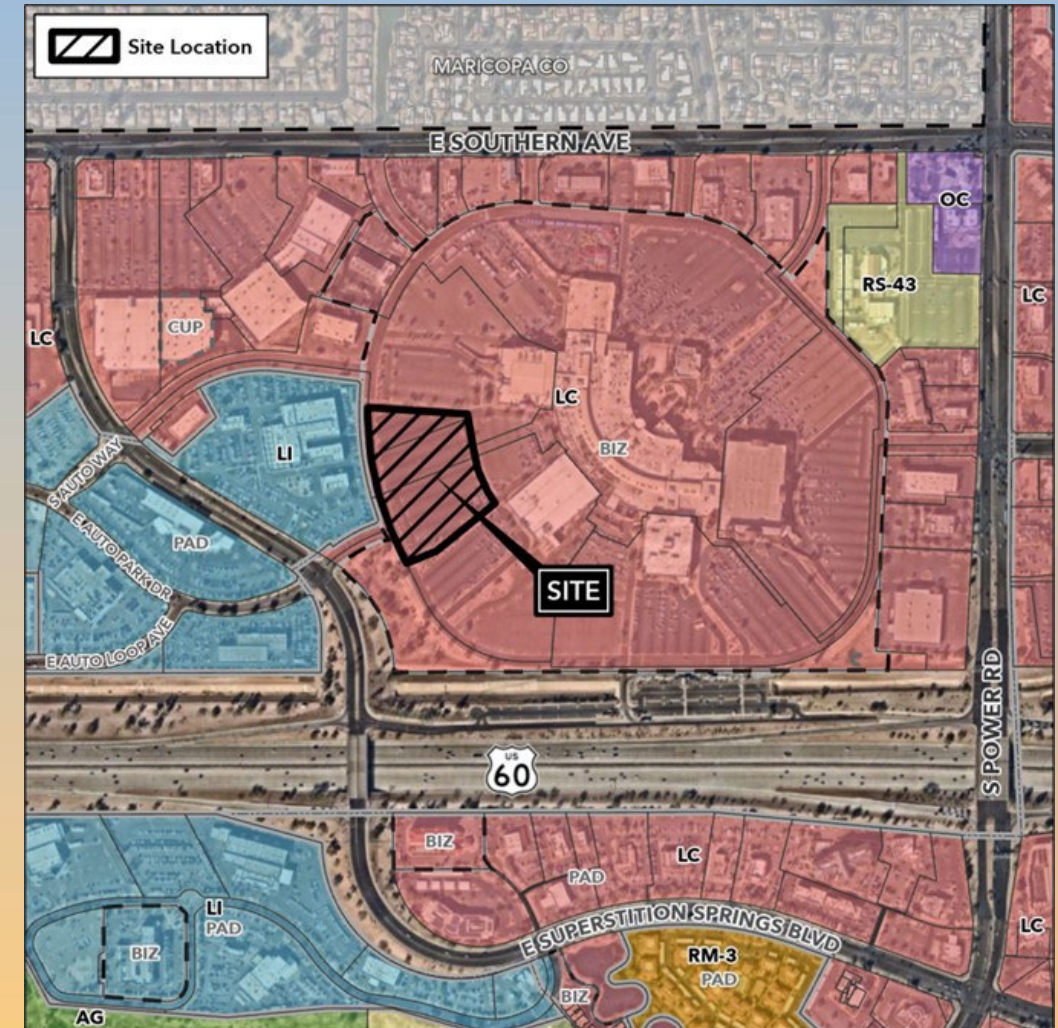 Site Location
MARICOPA CO
E SOUTHERN AVE
OC
RS-43
LC
LC
CUP
LC
BIZ
LI
S AUTO WAY
E AUTO PARK DR
PAD
SITE
E AUTO LOOP AVE
S POWER RD
US
60
BIZ
LC
PAD
E SUPERSTITION SPRINGS BLVD
LI
PAD
LC
BIZ
RM-3
PAD
BIZ
AG